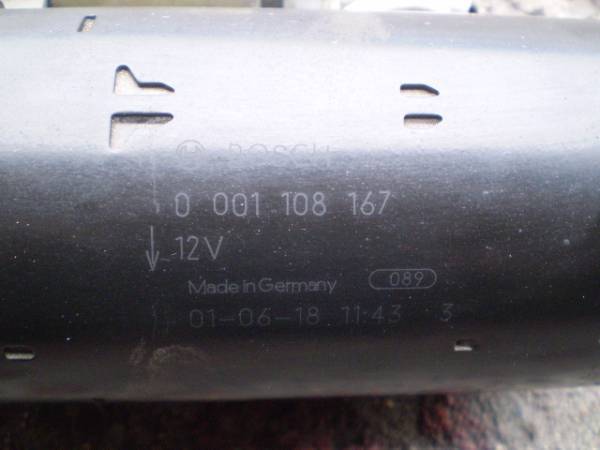 BOSCH
0 001 108 167
12V
Made in Germany 089
01-06-18 11:43 3